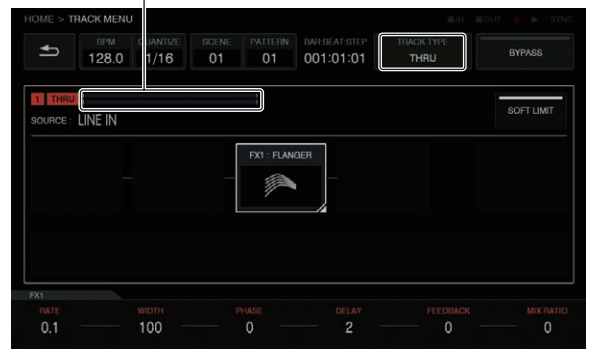 HOME > TRACK MENU
IN OUT SYNC
BPM QUANTIZE SCENE PATTERN BAR:BEAT:STEP TRACK TYPE
128.0 1/16 01 01 001:01:01 THRU BYPASS
1 THRU
SOURCE : LINE IN
SOFT LIMIT
FX1 : FLANGER
FX1
RATE WIDTH PHASE DELAY FEEDBACK MIX RATIO
0.1 100 0 2 0 0